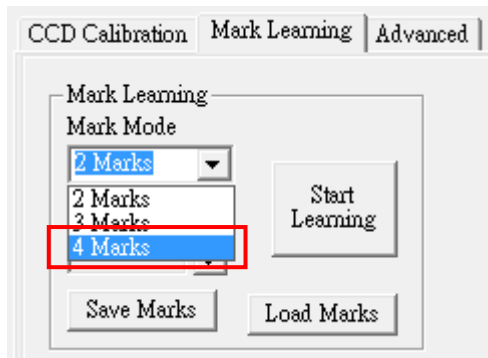 CCD Calibration Mark Learning Advanced
Mark Learning
Mark Mode
2 Marks
2 Marks
3 Marks
4 Marks
Start
Learning
Save Marks Load Marks